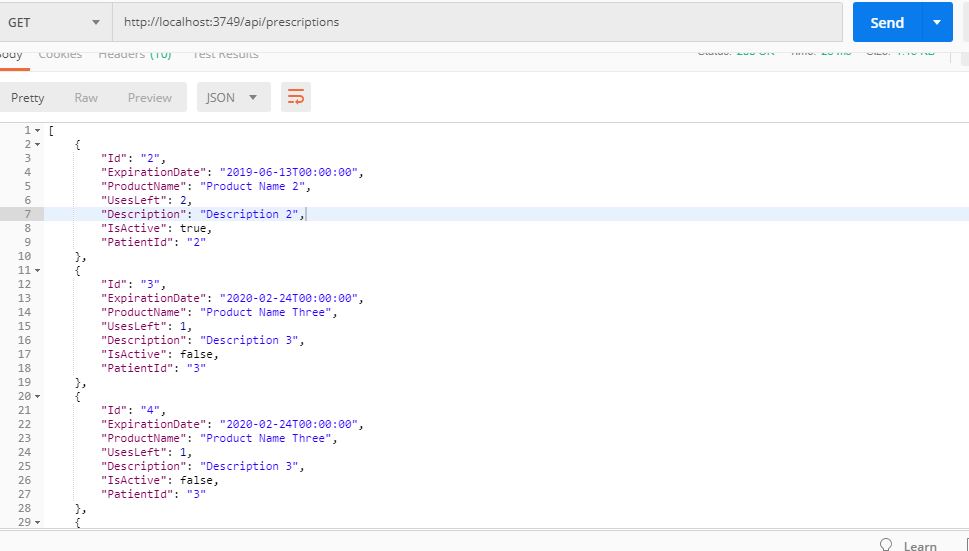 GET http://localhost:3749/api/prescriptions Send
Body Cookies Headers (10) Test Results
Pretty Raw Preview JSON
1 [
2 {
3 "Id": "2",
4 "ExpirationDate": "2019-06-13T00:00:00",
5 "ProductName": "Product Name 2",
6 "UsesLeft": 2,
7 "Description": "Description 2",
8 "IsActive": true,
9 "PatientId": "2"
10 },
11 {
12 "Id": "3",
13 "ExpirationDate": "2020-02-24T00:00:00",
14 "ProductName": "Product Name Three",
15 "UsesLeft": 1,
16 "Description": "Description 3",
17 "IsActive": false,
18 "PatientId": "3"
19 },
20 {
21 "Id": "4",
22 "ExpirationDate": "2020-02-24T00:00:00",
23 "ProductName": "Product Name Three",
24 "UsesLeft": 1,
25 "Description": "Description 3",
26 "IsActive": false,
27 "PatientId": "3"
28 },
29 {
Learn